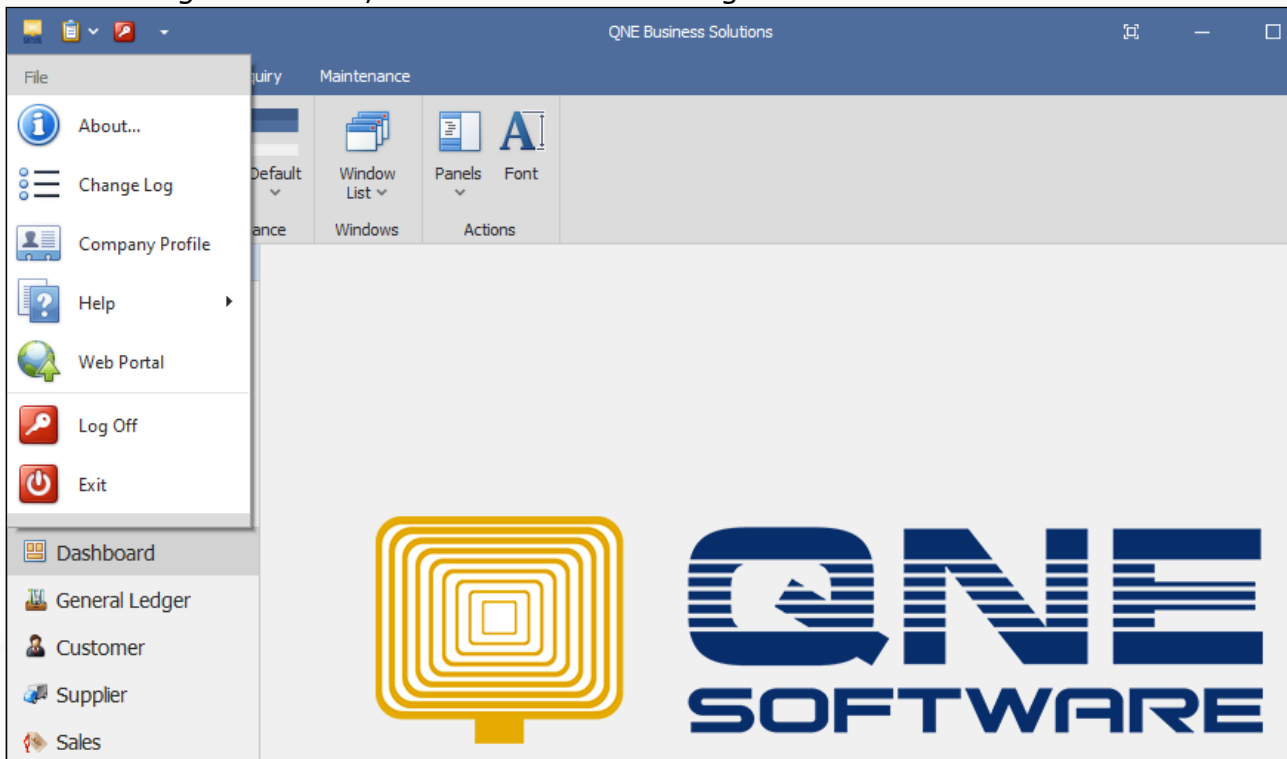 QNE Business Solutions
File
quiry Maintenance
About...
Change Log
Company Profile
Help
Web Portal
Log Off
Exit
Default
Window
List
Panels
Font
ance
Windows
Actions
Dashboard
General Ledger
Customer
Supplier
Sales
QNE
SOFTWARE